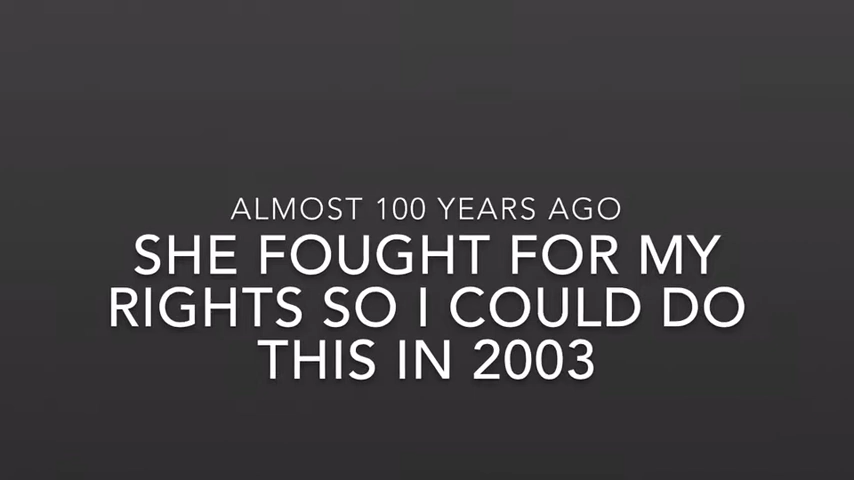 ALMOST 100 YEARS AGO
SHE FOUGHT FOR MY
RIGHTS SO I COULD DO
THIS IN 2003